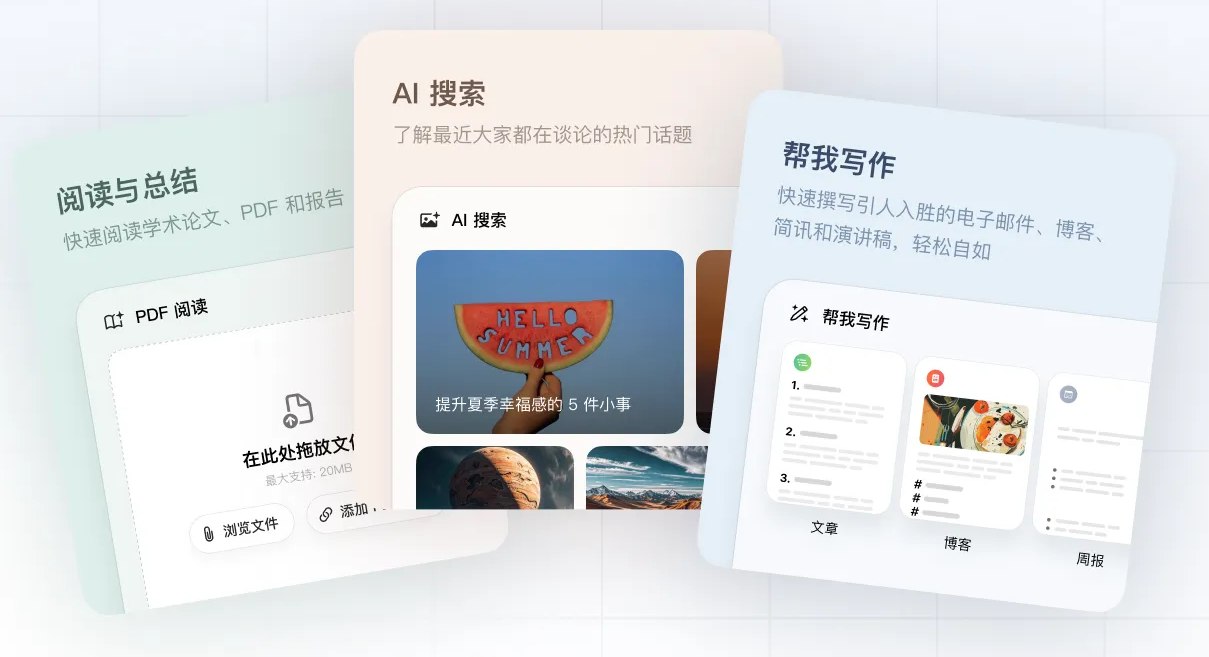 阅读与总结
快速阅读学术论文、PDF 和报告
PDF 阅读
在此处拖放文
最大支持: 20MB
浏览文件
添加
AI 搜索
了解最近大家都在谈论的热门话题
AI 搜索
HELLO
SUMMER
提升夏季幸福感的 5 件小事
帮我写作
快速撰写引人入胜的电子邮件、博客、
简讯和演讲稿，轻松自如
帮我写作
1.
2.
3.
文章
#
#
#
博客
周报